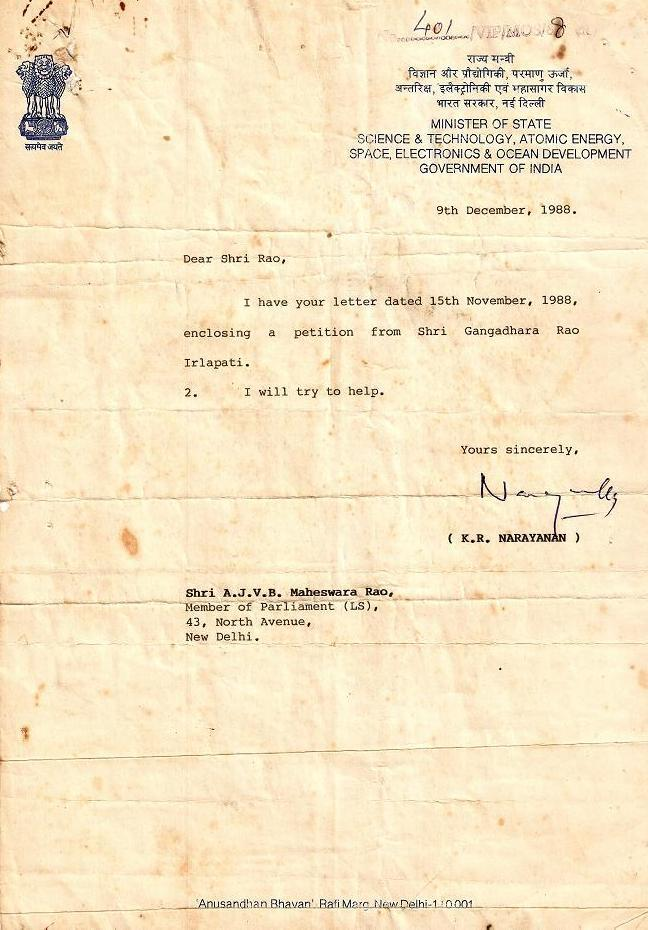 401
राज्य मन्त्री
विज्ञान और प्रौद्योगिकी, परमाणु ऊर्जा,
अन्तरिक्ष, इलैक्ट्रोनिकी एवं महासागर विकास
भारत सरकार, नई दिल्ली
सत्यमेव जयते
MINISTER OF STATE
SCIENCE & TECHNOLOGY, ATOMIC ENERGY,
SPACE, ELECTRONICS & OCEAN DEVELOPMENT
GOVERNMENT OF INDIA
9th December, 1988.
Dear Shri Rao,
I have your letter dated 15th November, 1988,
enclosing a petition from Shri Gangadhara Rao
Irlapati.
2. I will try to help.
Yours sincerely,
( K.R. NARAYANAN )
Shri A.J.V.B. Maheswara Rao,
Member of Parliament (LS),
43, North Avenue,
New Delhi.
'Anusandhan Bhavan', Rafi Marg, New Delhi-110001